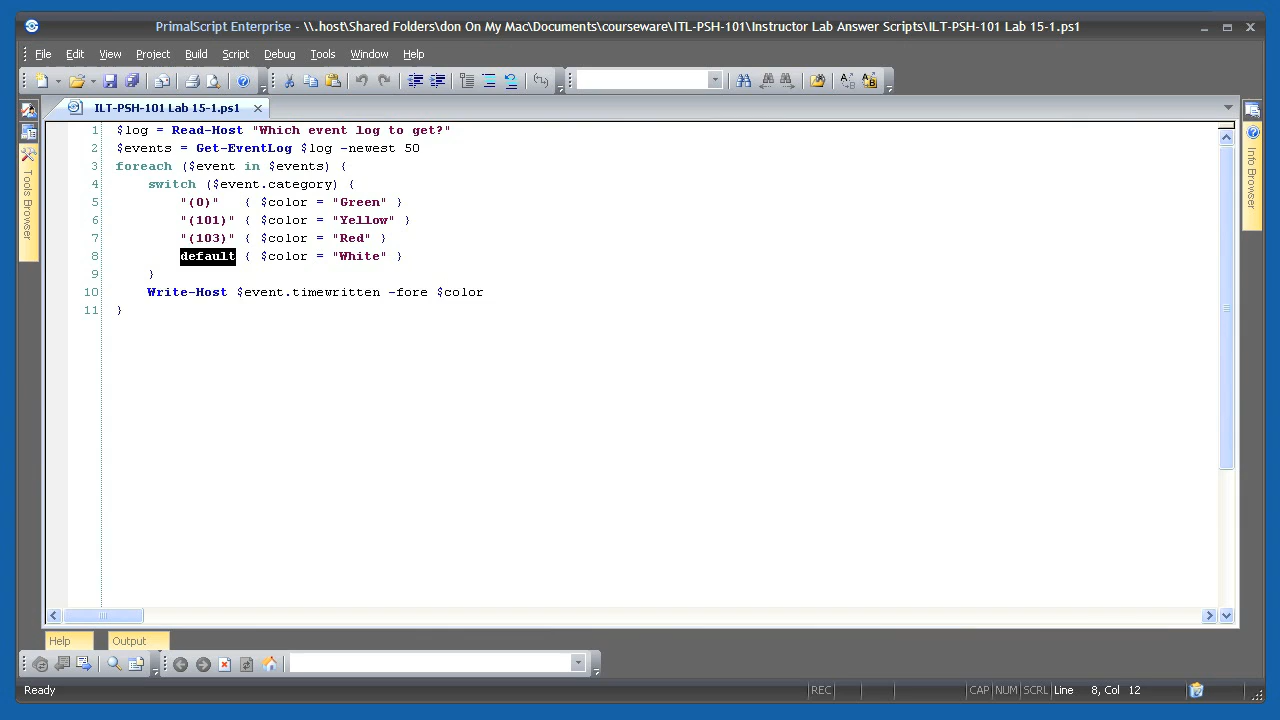 PrimalScript Enterprise - \\.host\Shared Folders\don On My Mac\Documents\courseware\ITL-PSH-101\Instructor Lab Answer Scripts\ILT-PSH-101 Lab 15-1.ps1
File Edit View Project Script Debug Tools Window Help
ILT-PSH-101 Lab 15-1.ps1
Tools Browser
1 $log = Read-Host "Which event log to get?"
2 $events = Get-EventLog $log -newest 50
3 foreach ($event in $events) {
4 switch ($event.category) {
5 "(0)" { $color = "Green" }
6 "(101)" { $color = "Yellow" }
7 "(103)" { $color = "Red" }
8 default { $color = "White" }
9 }
10 Write-Host $event.timewritten -fore $color
11 }
Info Browser
Help Output
Ready REC CAP NUM SCRL Line 8, Col 12